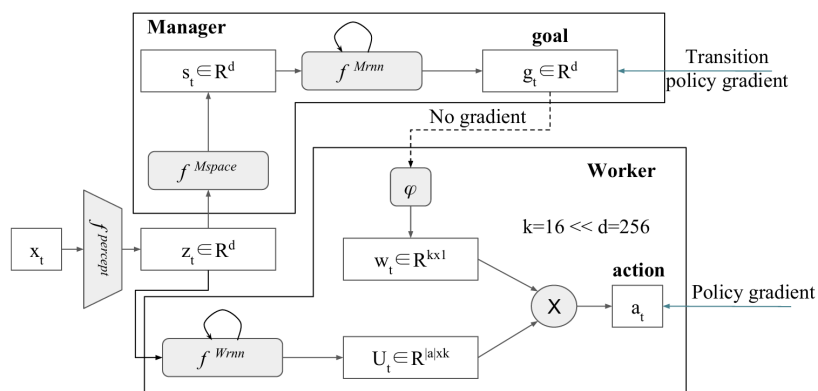 Manager
goal
s_t ∈ R^d
f^Mrnn
g_t ∈ R^d
Transition
policy gradient
No gradient
f^Mspace
Worker
φ
k=16 << d=256
x_t
f^percept
z_t ∈ R^d
w_t ∈ R^kx1
action
X
a_t
Policy gradient
f^Wrnn
U_t ∈ R^|a|xk